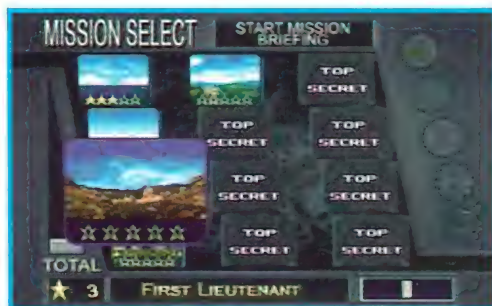 MISSION SELECT
START MISSION
BRIEFING
TOP
SECRET
TOP
SECRET
TOP
SECRET
TOP
SECRET
TOP
SECRET
TOP
SECRET
TOP
SECRET
TOTAL
3
FIRST LIEUTENANT